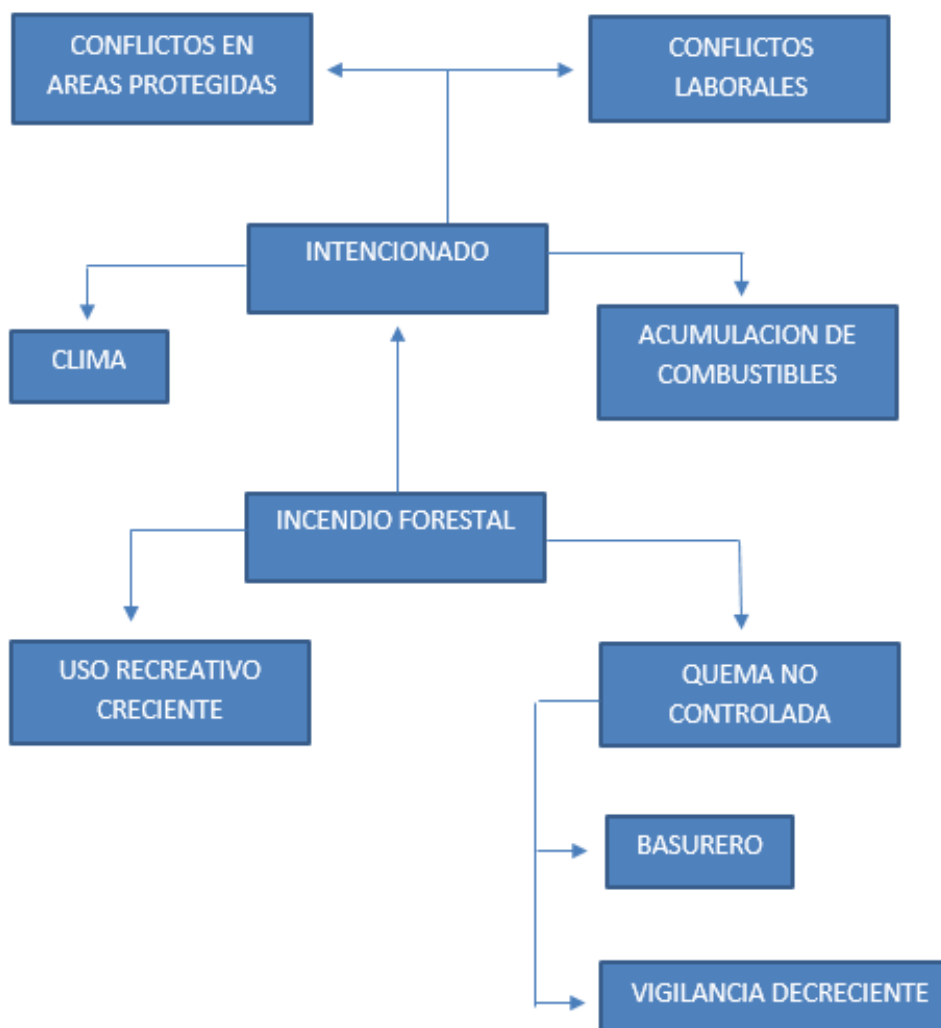 CONFLICTOS EN
AREAS PROTEGIDAS
CONFLICTOS
LABORALES
INTENCIONADO
CLIMA
ACUMULACION DE
COMBUSTIBLES
INCENDIO FORESTAL
USO RECREATIVO
CRECIENTE
QUEMA NO
CONTROLADA
BASURERO
VIGILANCIA DECRECIENTE